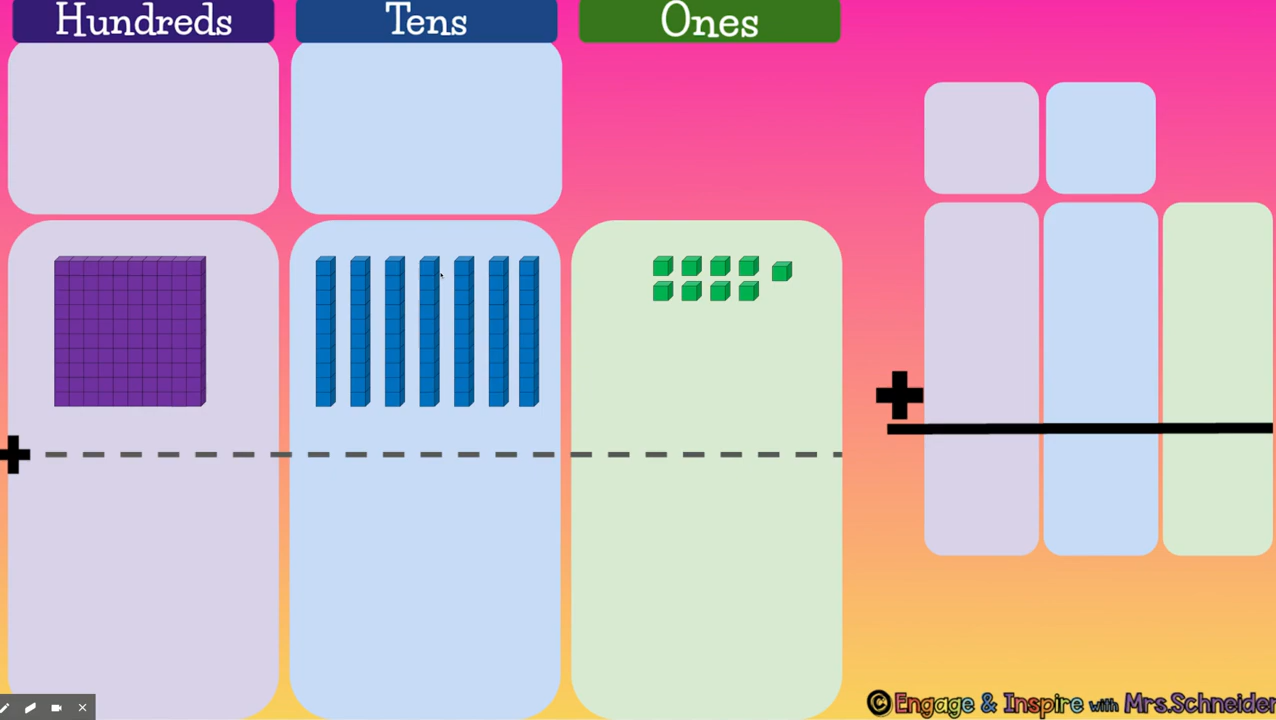 Hundreds
Tens
Ones
+
+
© Engage & Inspire with Mrs.Schneider